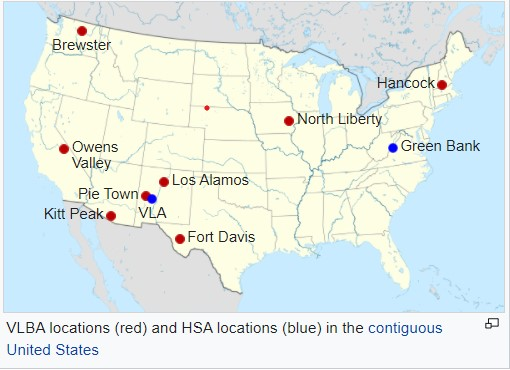 Brewster
Hancock
North Liberty
Owens
Valley
Green Bank
Los Alamos
Pie Town
VLA
Kitt Peak
Fort Davis
VLBA locations (red) and HSA locations (blue) in the contiguous
United States